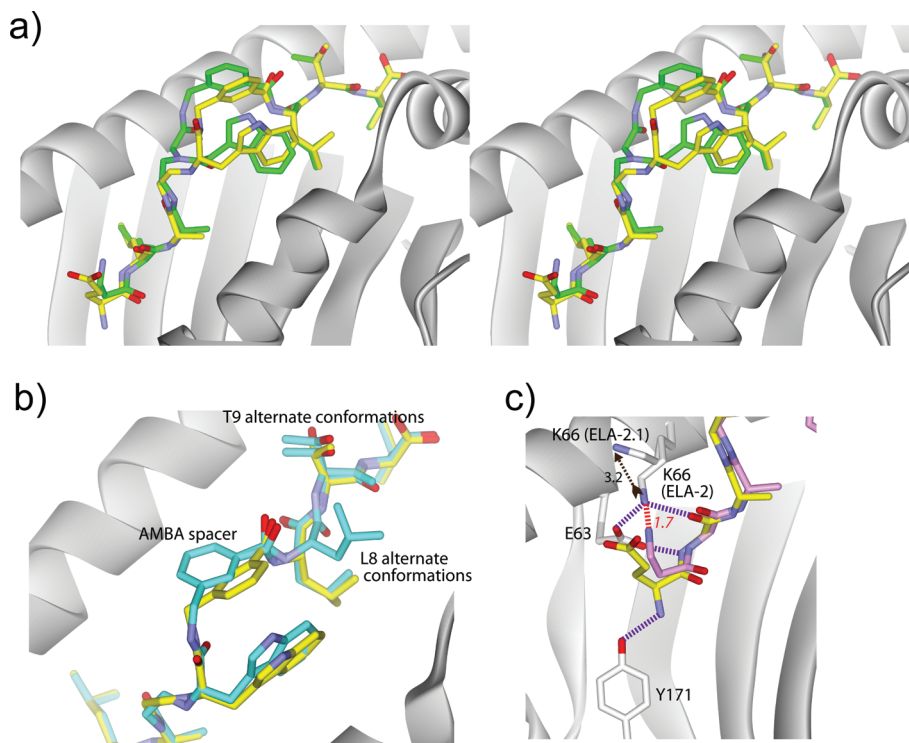 a)
b)
T9 alternate conformations
AMBA spacer
L8 alternate
conformations
c)
K66 (ELA-2.1)
3.2
K66
(ELA-2)
1.7
E63
Y171